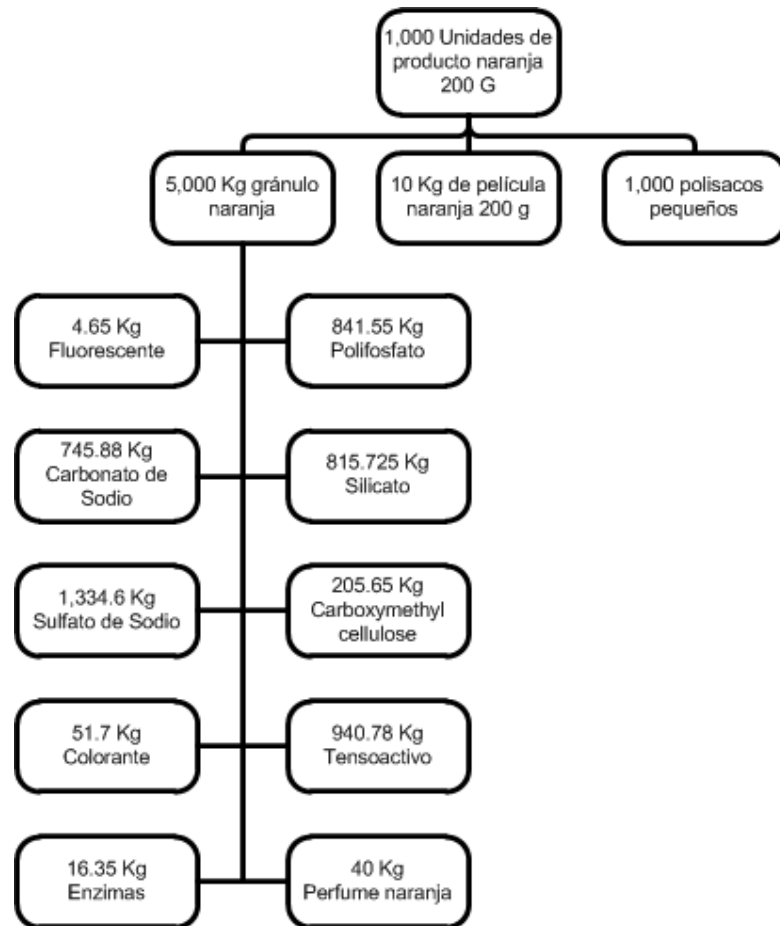 1,000 Unidades de
producto naranja
200 G
5,000 Kg gránulo
naranja
10 Kg de película
naranja 200 g
1,000 polisacos
pequeños
4.65 Kg
Fluorescente
841.55 Kg
Polifosfato
745.88 Kg
Carbonato de
Sodio
815.725 Kg
Silicato
1,334.6 Kg
Sulfato de Sodio
205.65 Kg
Carboxymethyl
cellulose
51.7 Kg
Colorante
940.78 Kg
Tensoactivo
16.35 Kg
Enzimas
40 Kg
Perfume naranja